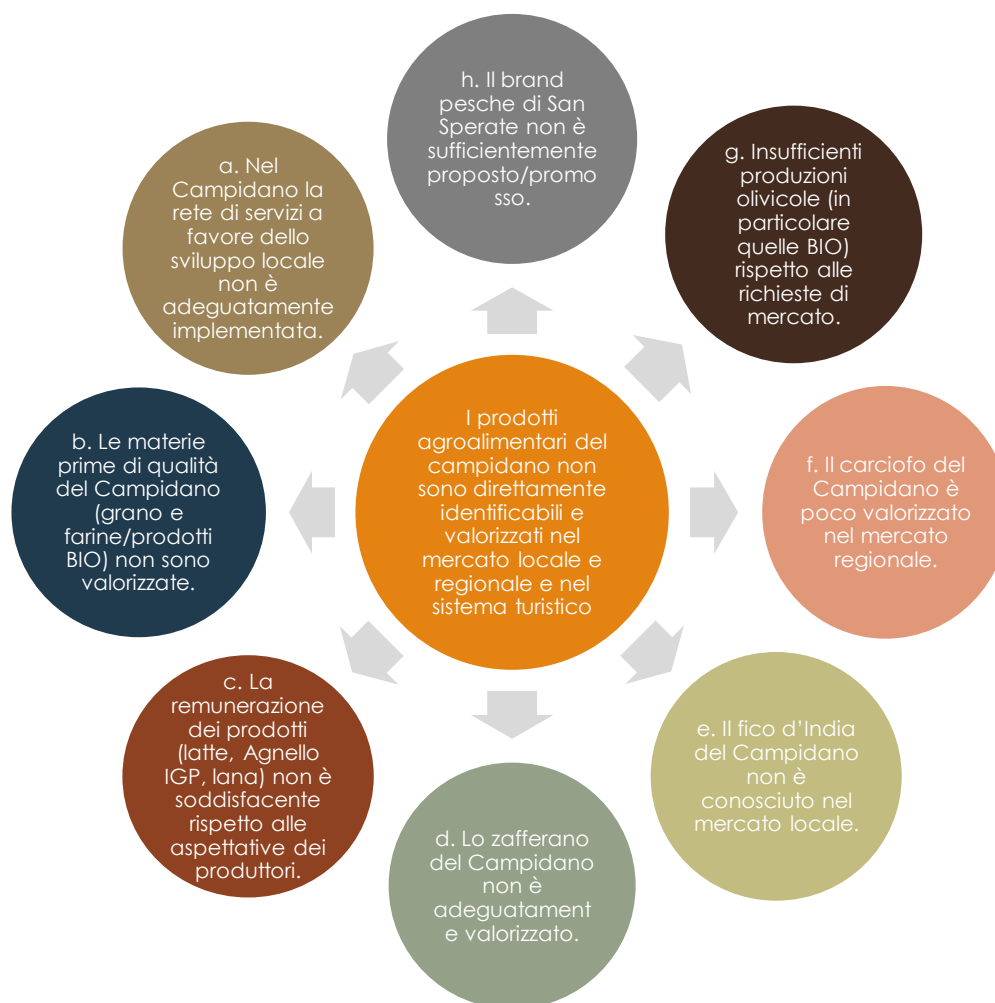 h. Il brand
pesche di San
Sperate non è
sufficientemente
proposto/promo
sso.
a. Nel
Campidano la
rete di servizi a
favore dello
sviluppo locale
non è
adeguatamente
implementata.
g. Insufficienti
produzioni
olivicole (in
particolare
quelle BIO)
rispetto alle
richieste di
mercato.
b. Le materie
prime di qualità
del Campidano
(grano e
farine/prodotti
BIO) non sono
valorizzate.
I prodotti
agroalimentari del
campidano non
sono direttamente
identificabili e
valorizzati nel
mercato locale e
regionale e nel
sistema turistico
f. Il carciofo del
Campidano è
poco valorizzato
nel mercato
regionale.
c. La
remunerazione
dei prodotti
(latte, Agnello
IGP, lana) non è
soddisfacente
rispetto alle
aspettative dei
produttori.
e. Il fico d’India
del Campidano
non è
conosciuto nel
mercato locale.
d. Lo zafferano
del Campidano
non è
adeguatament
e valorizzato.